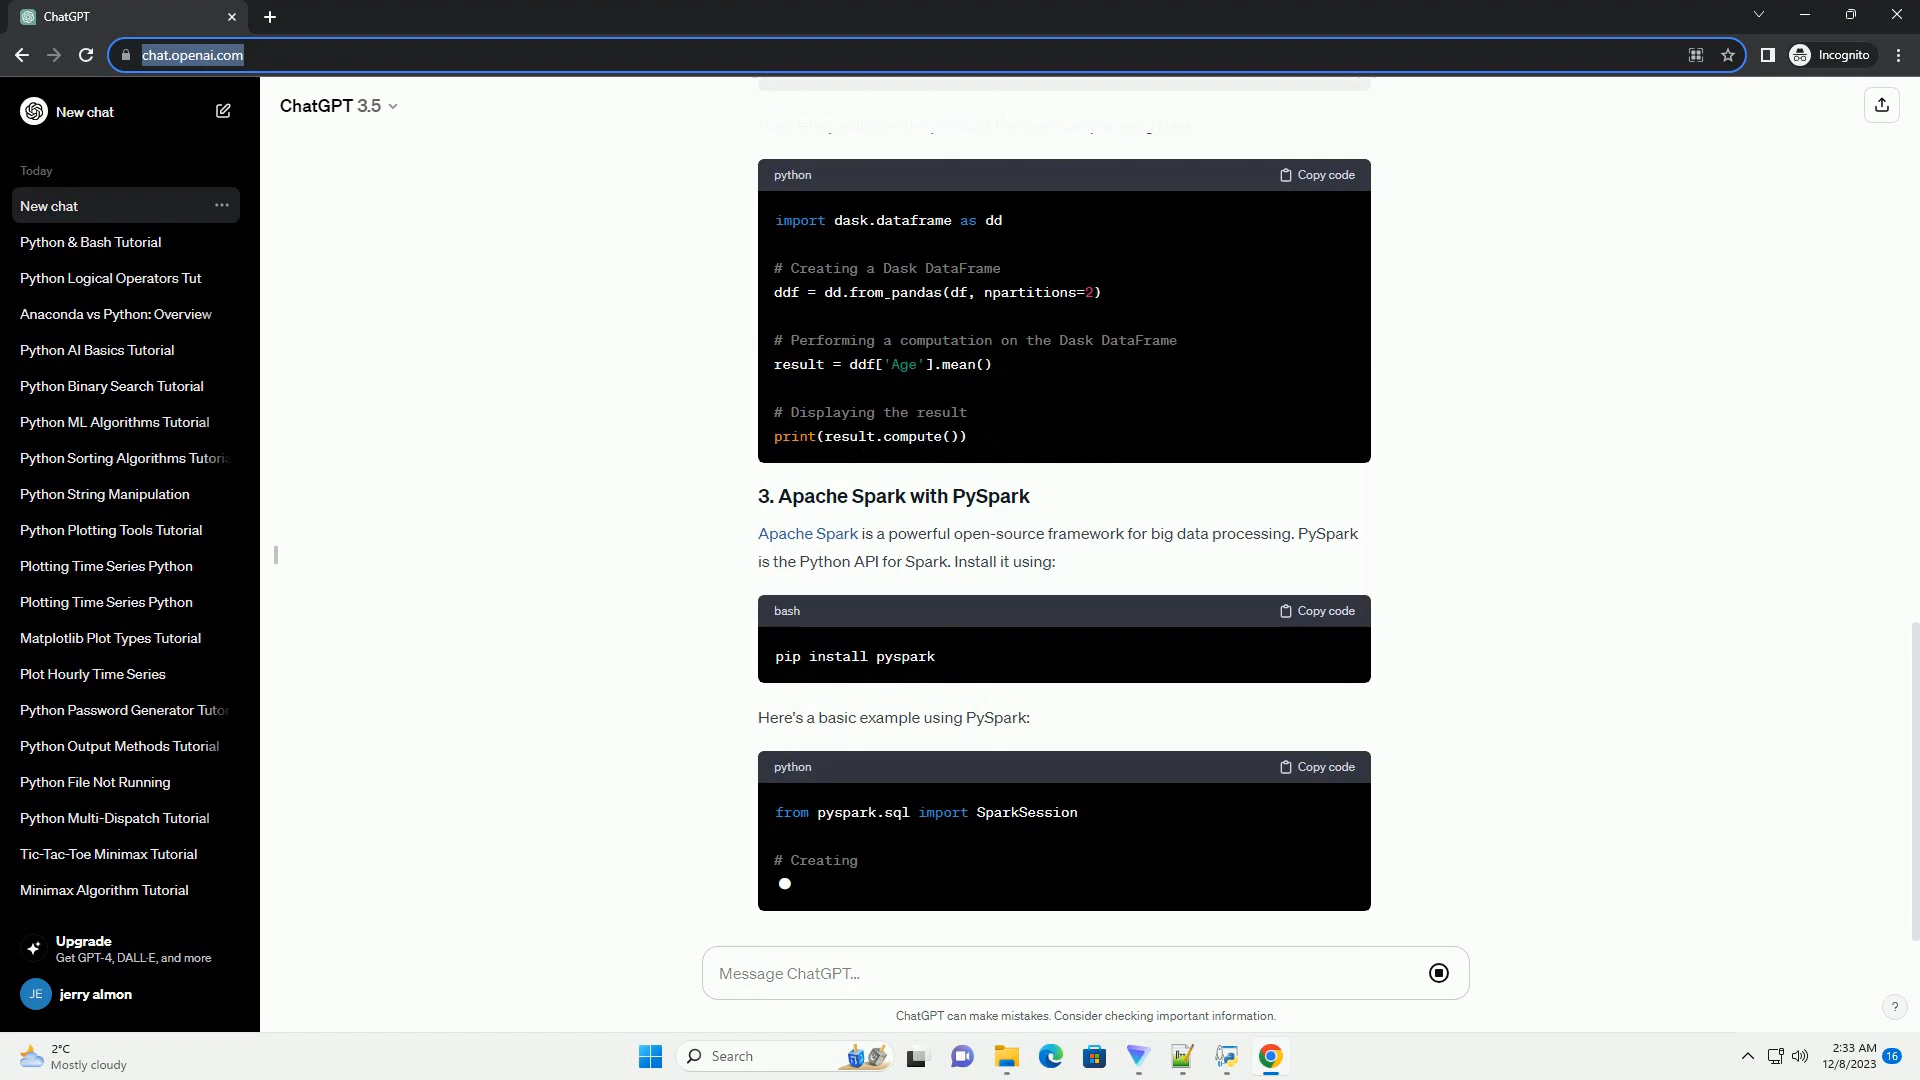 ChatGPT
chat.openai.com
Incognito
New chat
Today
New chat
Python & Bash Tutorial
Python Logical Operators Tut
Anaconda vs Python: Overview
Python AI Basics Tutorial
Python Binary Search Tutorial
Python ML Algorithms Tutorial
Python Sorting Algorithms Tutoria
Python String Manipulation
Python Plotting Tools Tutorial
Plotting Time Series Python
Plotting Time Series Python
Matplotlib Plot Types Tutorial
Plot Hourly Time Series
Python Password Generator Tutor
Python Output Methods Tutorial
Python File Not Running
Python Multi-Dispatch Tutorial
Tic-Tac-Toe Minimax Tutorial
Minimax Algorithm Tutorial
Upgrade
Get GPT-4, DALL·E, and more
JE
jerry almon
ChatGPT 3.5
python
Copy code
import dask.dataframe as dd
# Creating a Dask DataFrame
ddf = dd.from_pandas(df, npartitions=2)
# Performing a computation on the Dask DataFrame
result = ddf['Age'].mean()
# Displaying the result
print(result.compute())
3. Apache Spark with PySpark
Apache Spark is a powerful open-source framework for big data processing. PySpark
is the Python API for Spark. Install it using:
bash
Copy code
pip install pyspark
Here's a basic example using PySpark:
python
Copy code
from pyspark.sql import SparkSession
# Creating
Message ChatGPT...
ChatGPT can make mistakes. Consider checking important information.
?
2°C
Mostly cloudy
Search
2:33 AM
12/8/2023
16